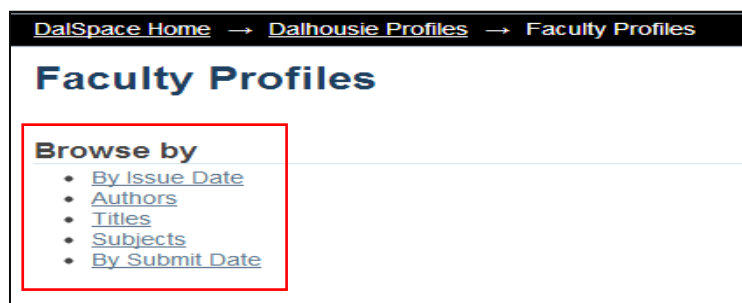 DalSpace Home → Dalhousie Profiles → Faculty Profiles
Faculty Profiles
Browse by
• By Issue Date
• Authors
• Titles
• Subjects
• By Submit Date